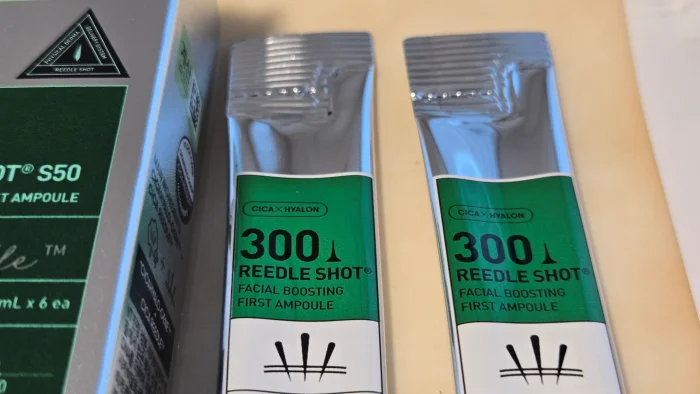 REEDLE SHOT
OT® S50
ST AMPOULE
TM
mL x 6 ea
CICA × HYALON
300
REEDLE SHOT®
FACIAL BOOSTING
FIRST AMPOULE
CICA × HYALON
300
REEDLE SHOT®
FACIAL BOOSTING
FIRST AMPOULE